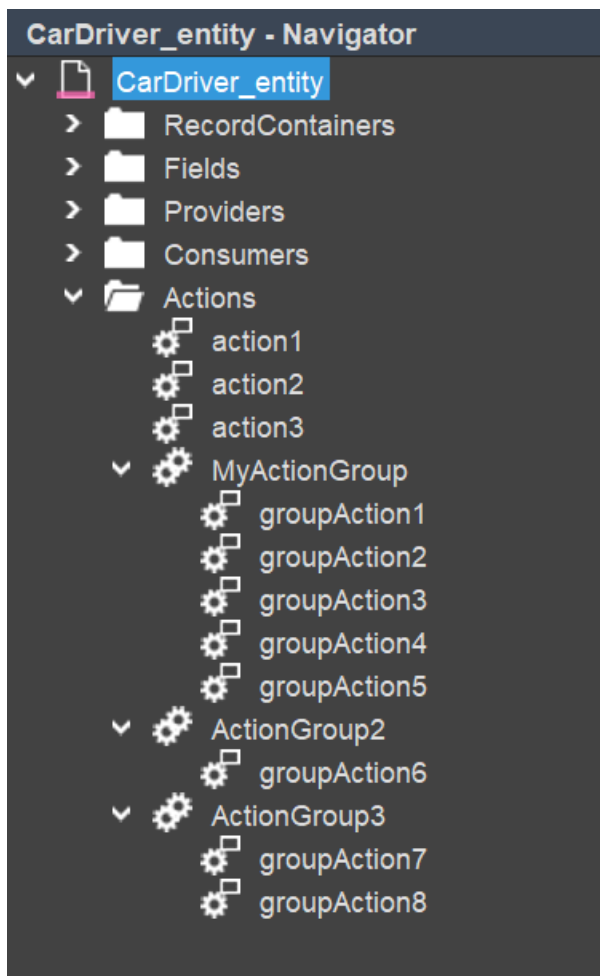 CarDriver_entity - Navigator
CarDriver_entity
RecordContainers
Fields
Providers
Consumers
Actions
action1
action2
action3
MyActionGroup
groupAction1
groupAction2
groupAction3
groupAction4
groupAction5
ActionGroup2
groupAction6
ActionGroup3
groupAction7
groupAction8